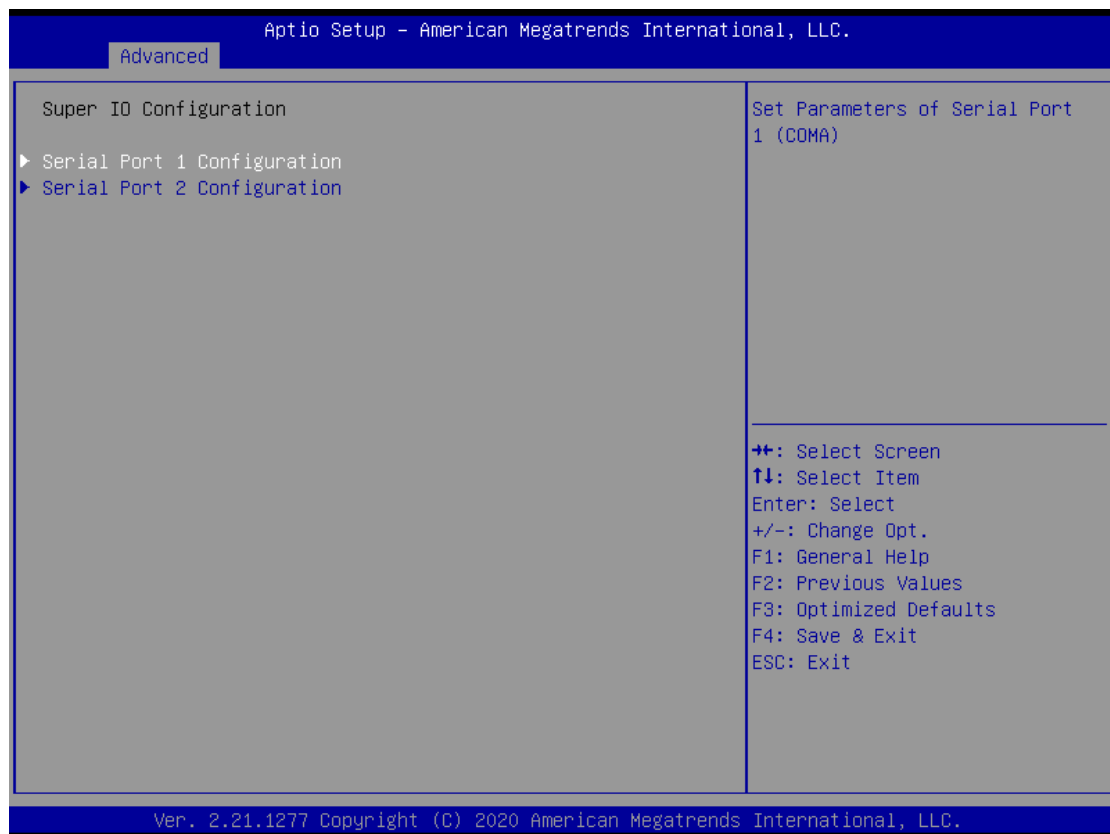 Aptio Setup – American Megatrends International, LLC.
Advanced
Super IO Configuration
▶ Serial Port 1 Configuration
▶ Serial Port 2 Configuration
Set Parameters of Serial Port
1 (COMA)
→←: Select Screen
↑↓: Select Item
Enter: Select
+/-: Change Opt.
F1: General Help
F2: Previous Values
F3: Optimized Defaults
F4: Save & Exit
ESC: Exit
Ver. 2.21.1277 Copyright (C) 2020 American Megatrends International, LLC.